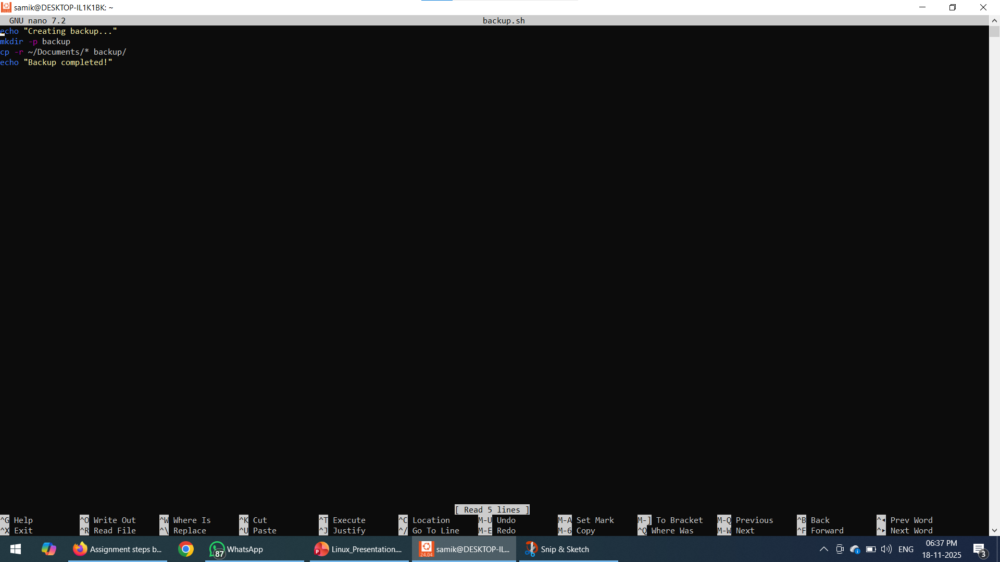 samik@DESKTOP-IL1K1BK: ~
GNU nano 7.2 backup.sh
echo "Creating backup..."
mkdir -p backup
cp -r ~/Documents/* backup/
echo "Backup completed!"
[ Read 5 lines ]
^G Help ^O Write Out ^W Where Is ^K Cut ^T Execute ^C Location M-U Undo M-A Set Mark M-] To Bracket M-Q Previous ^B Back ^◂ Prev Word
^X Exit ^R Read File ^\ Replace ^U Paste ^J Justify ^/ Go To Line M-E Redo M-6 Copy ^Q Where Was M-W Next ^F Forward ^▸ Next Word
Assignment steps b... 87 WhatsApp Linux_Presentation.... 24.04 samik@DESKTOP-IL... Snip & Sketch ENG 06:37 PM
18-11-2025 3